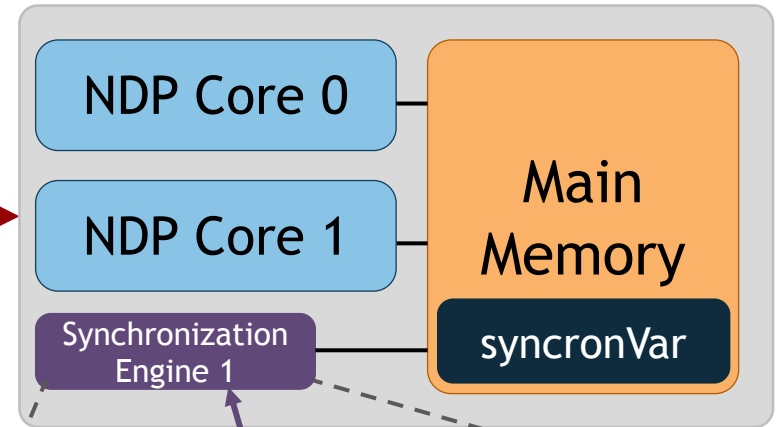 NDP Core 0
NDP Core 1
Synchronization
Engine 1
Main
Memory
syncronVar